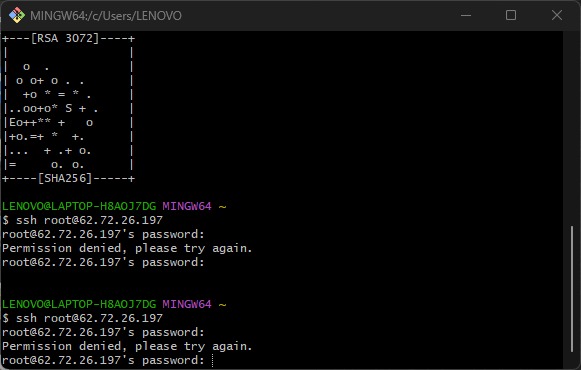 MINGW64:/c/Users/LENOVO
+---[RSA 3072]----+
|                 |
|  o  .           |
| o o+ o . .      |
|  +o * = * .     |
|..oo+o* S + .    |
|Eo++** +   o     |
|+o.=+ *  +.      |
|...  + .+ o.     |
|=     o. o.      |
+----[SHA256]-----+
LENOVO@LAPTOP-H8AOJ7DG MINGW64 ~
$ ssh root@62.72.26.197
root@62.72.26.197's password:
Permission denied, please try again.
root@62.72.26.197's password:
LENOVO@LAPTOP-H8AOJ7DG MINGW64 ~
$ ssh root@62.72.26.197
root@62.72.26.197's password:
Permission denied, please try again.
root@62.72.26.197's password: